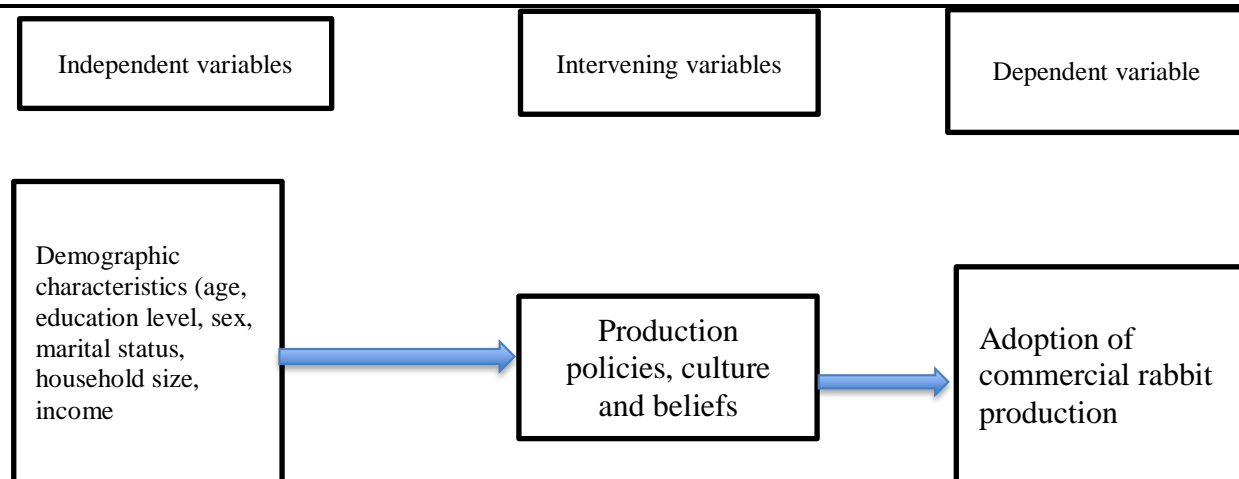 Independent variables
Intervening variables
Dependent variable
Demographic
characteristics (age,
education level, sex,
marital status,
household size,
income
Production
policies, culture
and beliefs
Adoption of
commercial rabbit
production